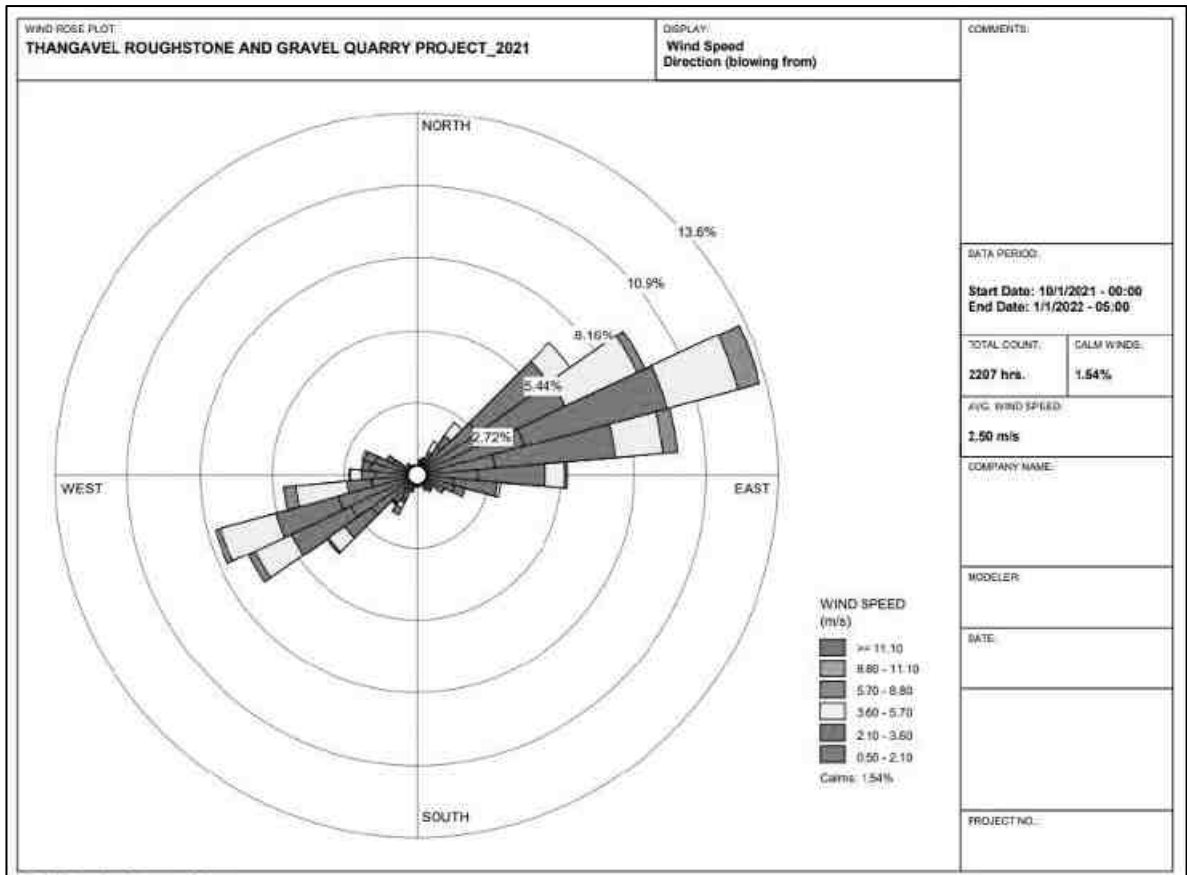 WIND ROSE PLOT:
THANGAVEL ROUGHSTONE AND GRAVEL QUARRY PROJECT_2021
DISPLAY:
Wind Speed
Direction (blowing from)
COMMENTS:
NORTH
13.6%
10.9%
8.16%
5.44%
2.72%
WEST
EAST
SOUTH
WIND SPEED
(m/s)
>= 11.10
8.80 - 11.10
5.70 - 8.80
3.60 - 5.70
2.10 - 3.60
0.50 - 2.10
Calms: 1.54%
DATA PERIOD:
Start Date: 10/1/2021 - 00:00
End Date: 1/1/2022 - 05:00
TOTAL COUNT:
2207 hrs.
CALM WINDS:
1.54%
AVG. WIND SPEED:
2.50 m/s
COMPANY NAME:
MODELER:
DATE:
PROJECT NO.: